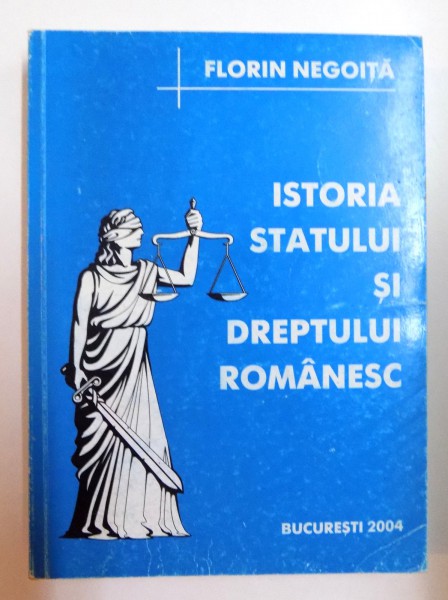 FLORIN NEGOIȚĂ
ISTORIA
STATULUI
ȘI
DREPTULUI
ROMÂNESC
BUCUREȘTI 2004